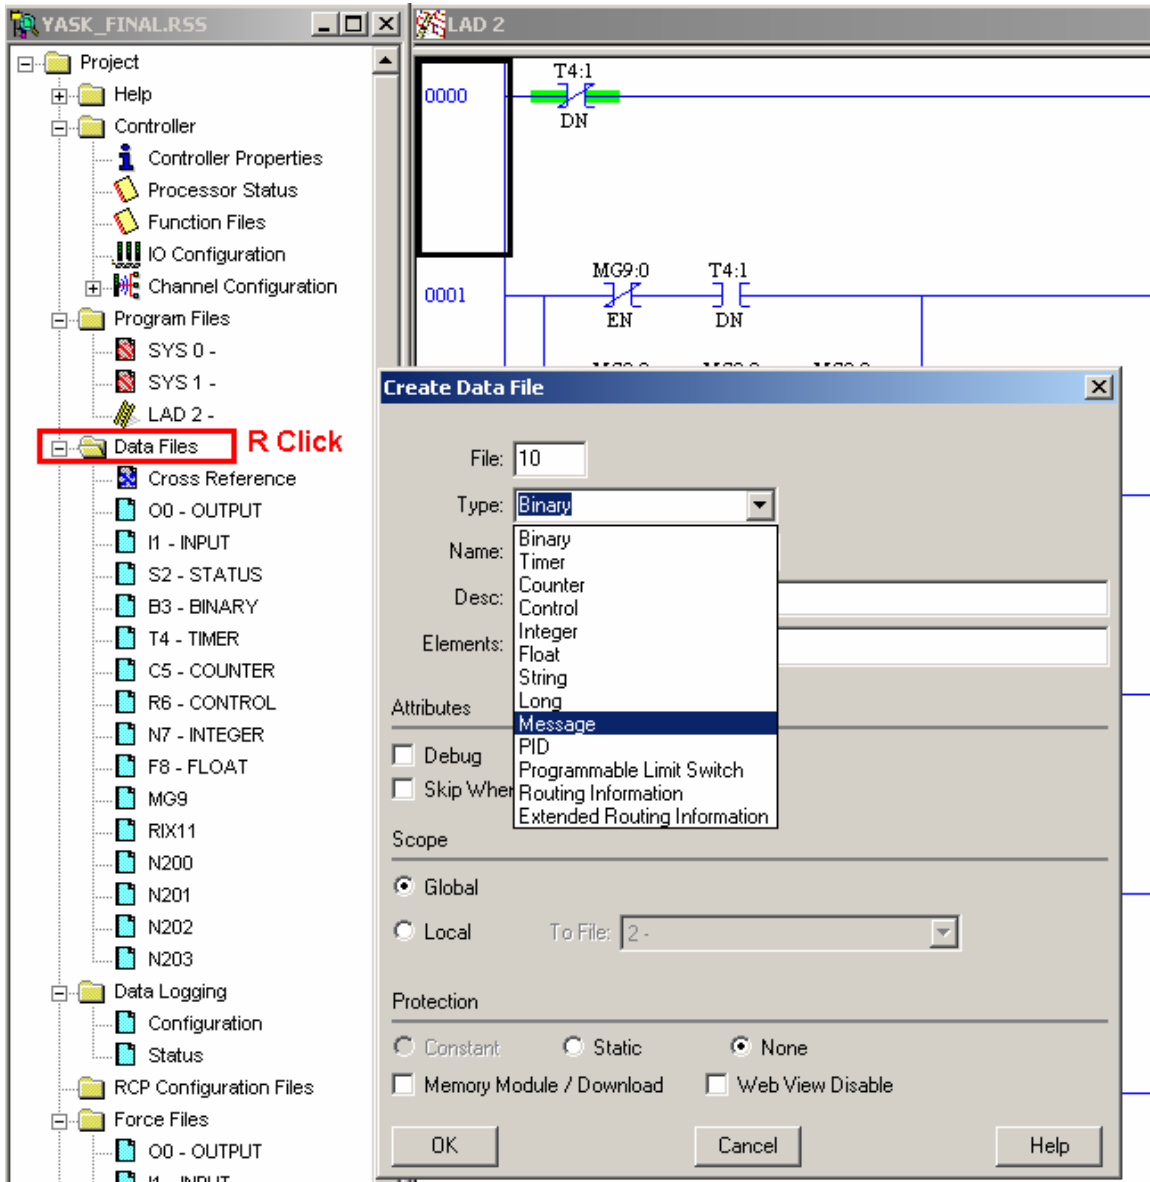 YASK_FINAL.RSS
Project
Help
Controller
Controller Properties
Processor Status
Function Files
IO Configuration
Channel Configuration
Program Files
SYS 0 -
SYS 1 -
LAD 2 -
Data Files
R Click
Cross Reference
O0 - OUTPUT
I1 - INPUT
S2 - STATUS
B3 - BINARY
T4 - TIMER
C5 - COUNTER
R6 - CONTROL
N7 - INTEGER
F8 - FLOAT
MG9
RIX11
N200
N201
N202
N203
Data Logging
Configuration
Status
RCP Configuration Files
Force Files
O0 - OUTPUT
I1 - INPUT
LAD 2
T4:1
0000
DN
MG9:0 T4:1
0001
EN DN
Create Data File
File: 10
Type: Binary
Name:
Desc:
Elements:
Binary
Timer
Counter
Control
Integer
Float
String
Long
Message
PID
Programmable Limit Switch
Routing Information
Extended Routing Information
Attributes
Debug
Skip Wher
Scope
Global
Local To File: 2 -
Protection
Constant Static None
Memory Module / Download Web View Disable
OK Cancel Help